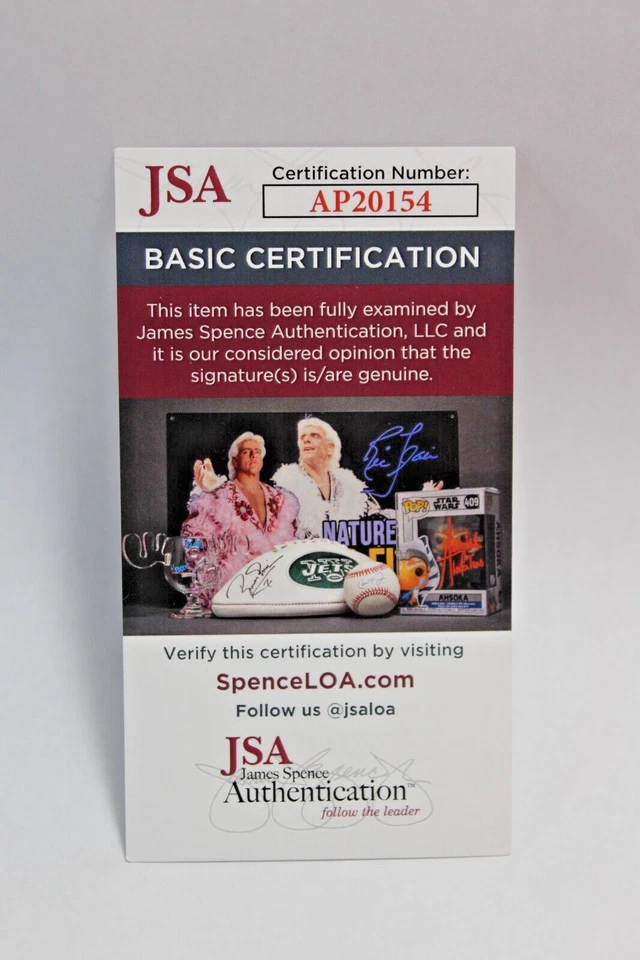 JSA
Certification Number:
AP20154
BASIC CERTIFICATION
This item has been fully examined by
James Spence Authentication, LLC and
it is our considered opinion that the
signature(s) is/are genuine.
NATURE
JETS
POP!
STAR
WARS
409
AHSOKA
Verify this certification by visiting
SpenceLOA.com
Follow us @jsaloa
JSA
James Spence
Authentication™
follow the leader